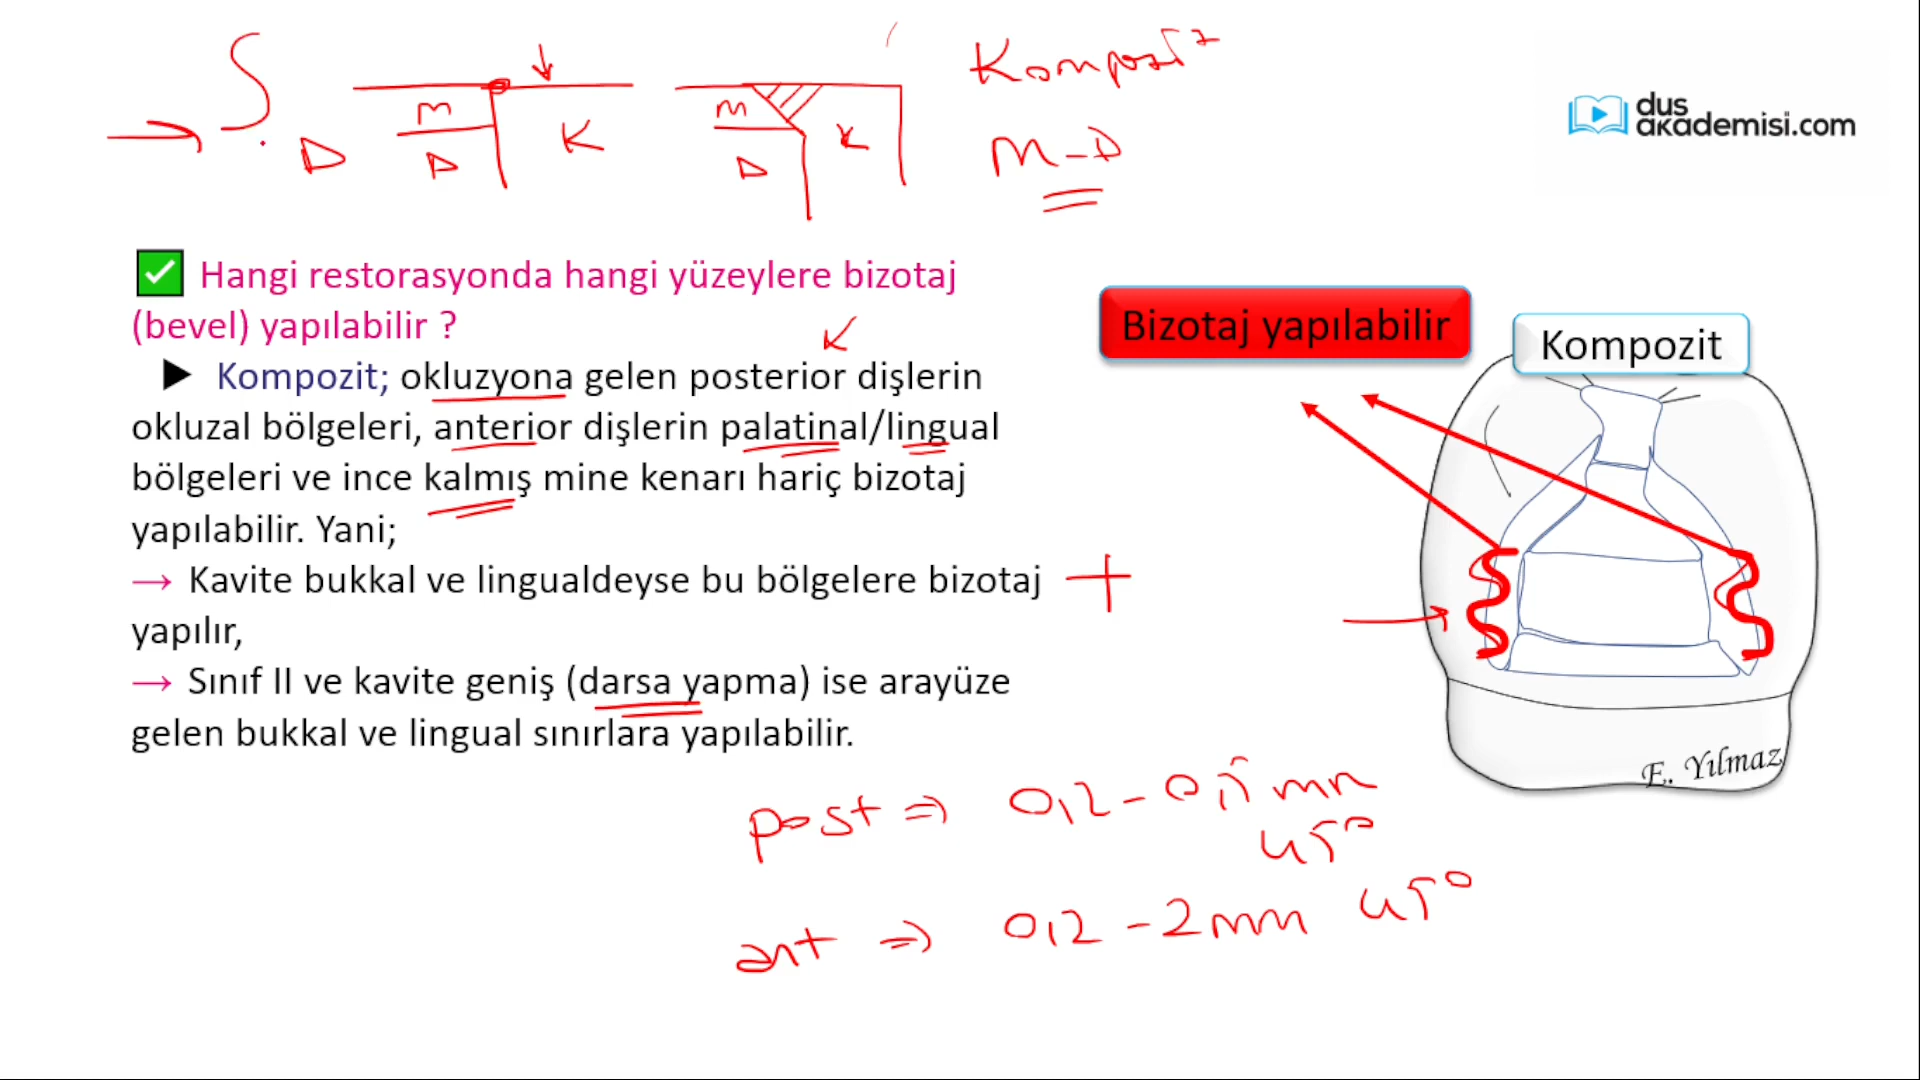 Kompozit
dus
akademisi.com
m
K
D
D
m
K
D
M-D
✅ Hangi restorasyonda hangi yüzeylere bizotaj
(bevel) yapılabilir ?
K
Bizotaj yapılabilir
Kompozit
► Kompozit; okluzyona gelen posterior dişlerin
okluzal bölgeleri, anterior dişlerin palatinal/lingual
bölgeleri ve ince kalmış mine kenarı hariç bizotaj
yapılabilir. Yani;
→ Kavite bukkal ve lingualdeyse bu bölgelere bizotaj +
yapılır,
→ Sınıf II ve kavite geniş (darsa yapma) ise arayüze
gelen bukkal ve lingual sınırlara yapılabilir.
E. Yılmaz
post ⇒ 0,2 - 0,5 mm
45°
ant ⇒ 0,2 - 2mm 45°